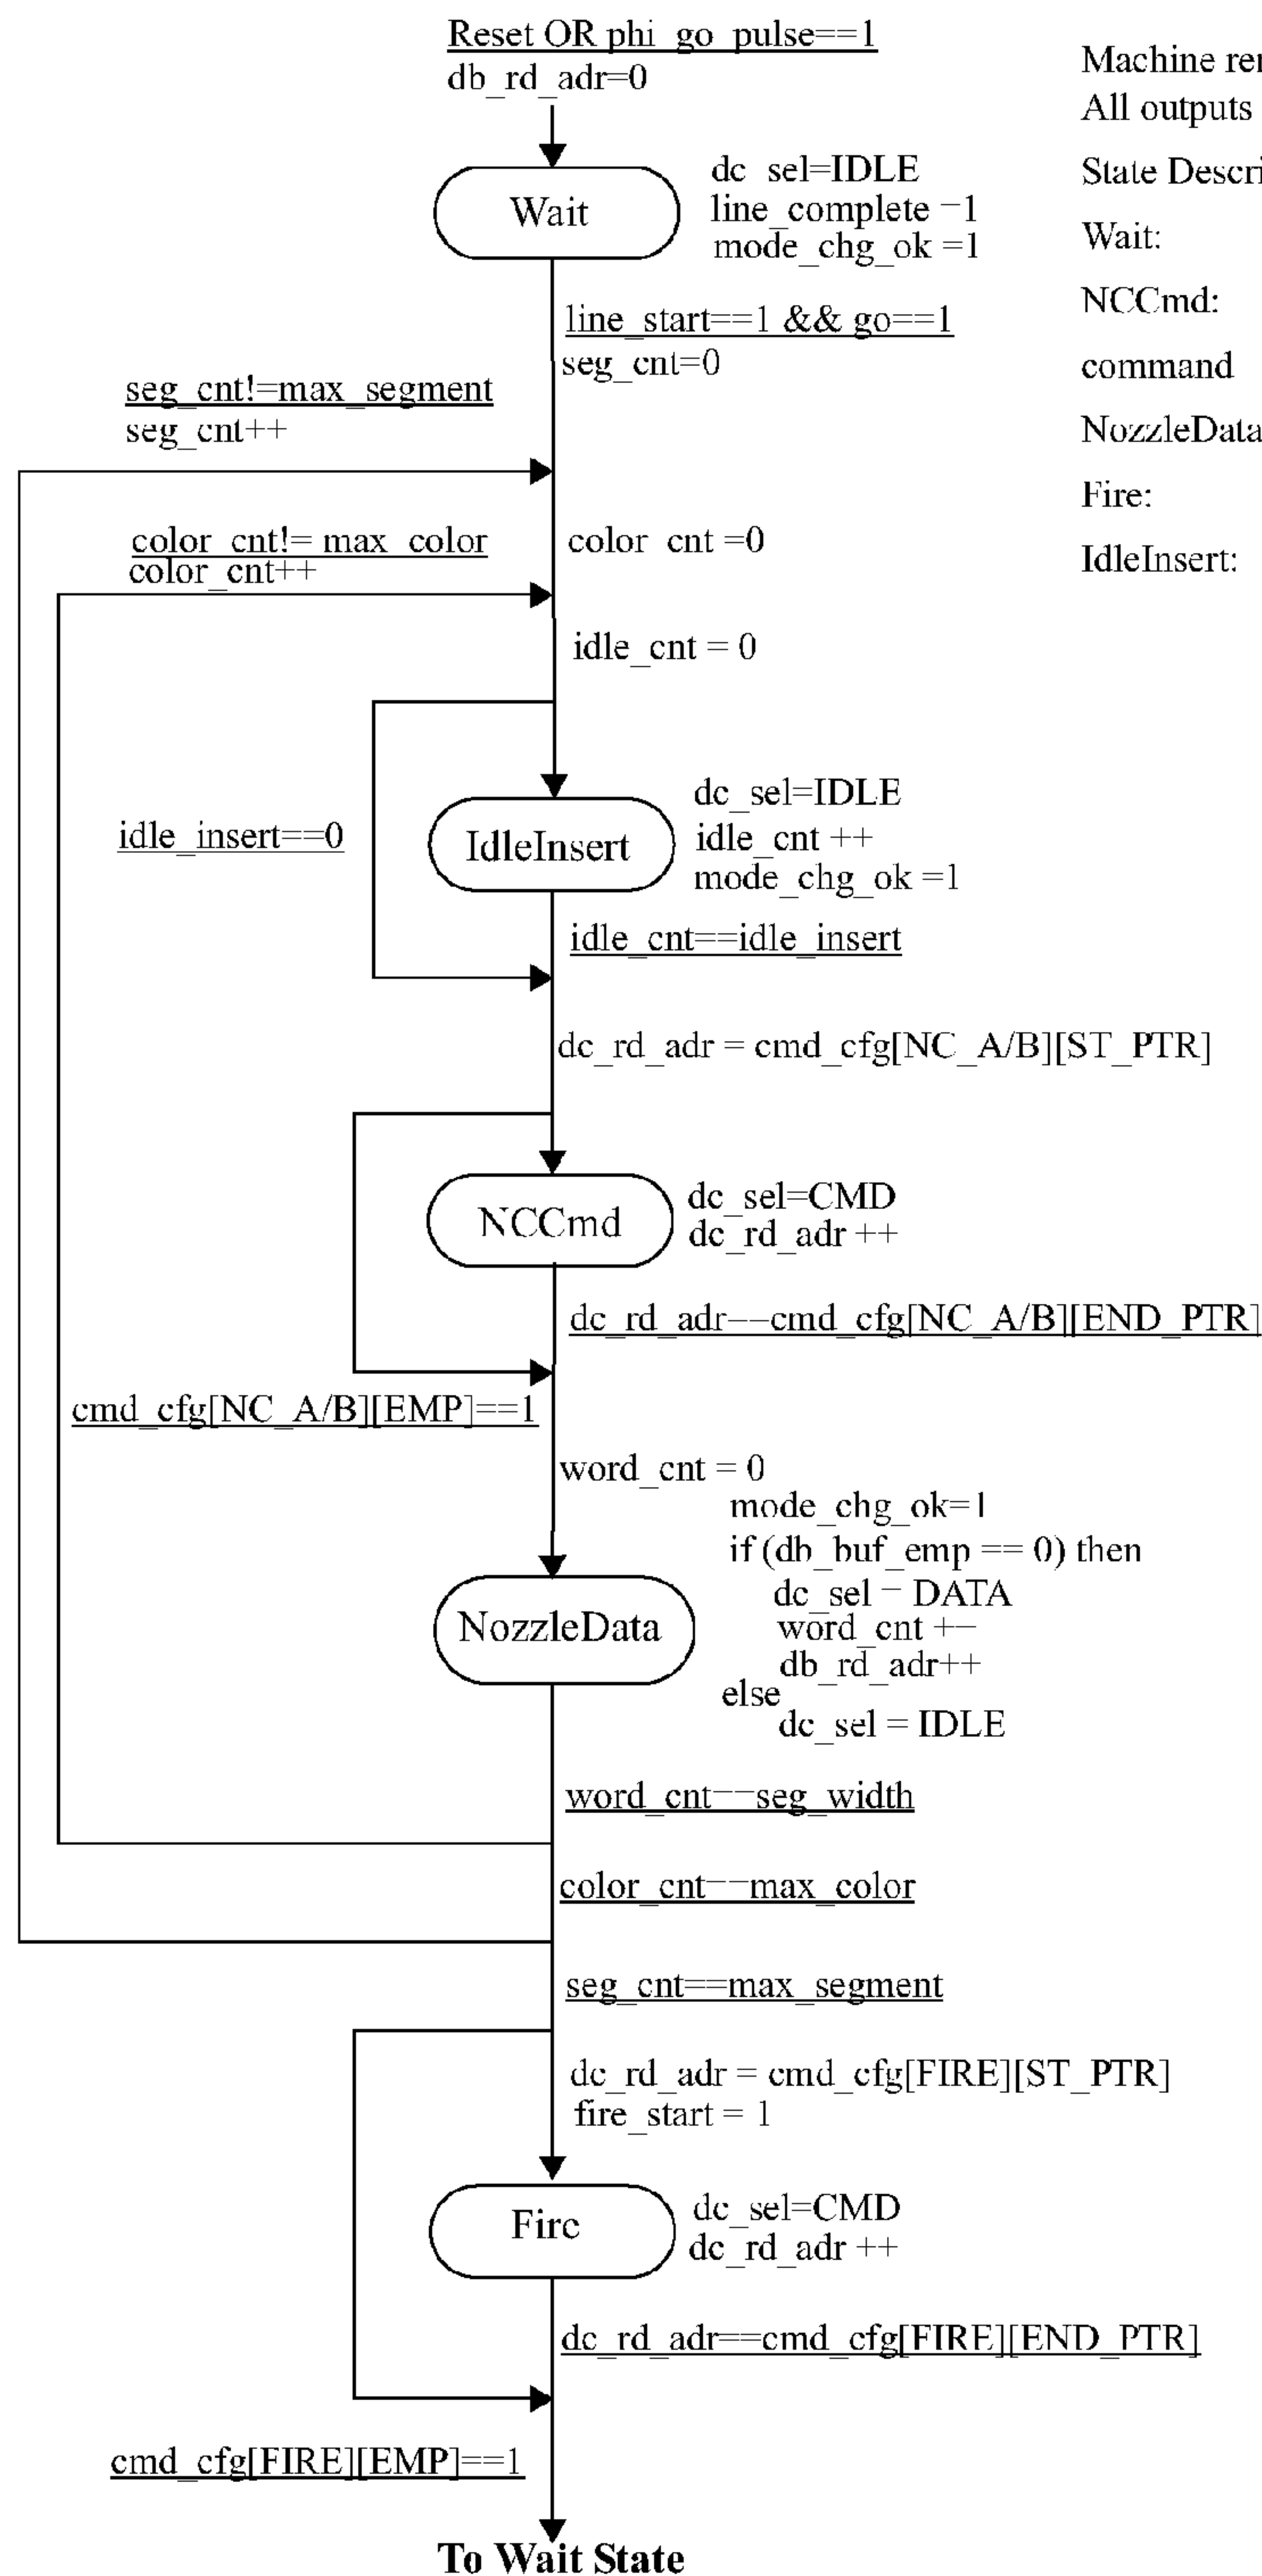 Reset OR phi_go_pulse==1
db_rd_adr=0
Wait
dc_sel=IDLE
line_complete =1
mode_chg_ok =1
line_start==1 && go==1
seg_cnt=0
seg_cnt!=max_segment
seg_cnt++
color_cnt!= max_color
color_cnt++
color_cnt =0
idle_cnt = 0
idle_insert==0
IdleInsert
dc_sel=IDLE
idle_cnt ++
mode_chg_ok =1
idle_cnt==idle_insert
dc_rd_adr = cmd_cfg[NC_A/B][ST_PTR]
NCCmd
dc_sel=CMD
dc_rd_adr ++
dc_rd_adr==cmd_cfg[NC_A/B][END_PTR]
cmd_cfg[NC_A/B][EMP]==1
word_cnt = 0
mode_chg_ok=1
if (db_buf_emp == 0) then
dc_sel = DATA
word_cnt ++
db_rd_adr++
else
dc_sel = IDLE
NozzleData
word_cnt==seg_width
color_cnt==max_color
seg_cnt==max_segment
dc_rd_adr = cmd_cfg[FIRE][ST_PTR]
fire_start = 1
Fire
dc_sel=CMD
dc_rd_adr ++
dc_rd_adr==cmd_cfg[FIRE][END_PTR]
cmd_cfg[FIRE][EMP]==1
To Wait State
Machine
All outputs
State
Wait:
NCCmd:
command
NozzleData
Fire:
IdleInsert: